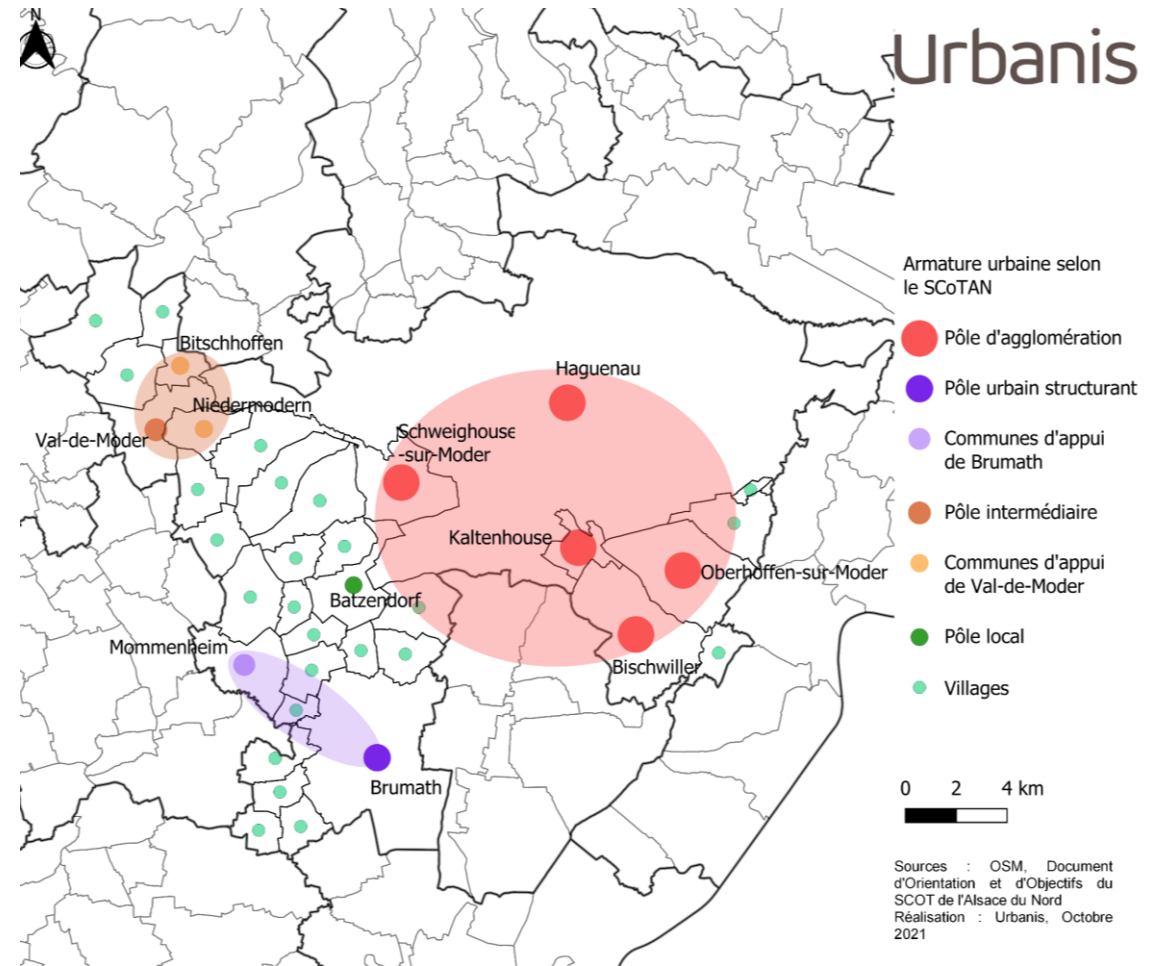 N
Urbanis
Armature urbaine selon
le SCoTAN
Pôle d'agglomération
Pôle urbain structurant
Communes d'appui
de Brumath
Pôle intermédiaire
Communes d'appui
de Val-de-Moder
Pôle local
Villages
Bitschhoffen
Niedermodern
Val-de-Moder
Haguenau
Schweighouse
-sur-Moder
Kaltenhouse
Oberhoffen-sur-Moder
Batzendorf
Mommenheim
Bischwiller
Brumath
0 2 4 km
Sources : OSM, Document
d'Orientation et d'Objectifs du
SCOT de l'Alsace du Nord
Réalisation : Urbanis, Octobre
2021